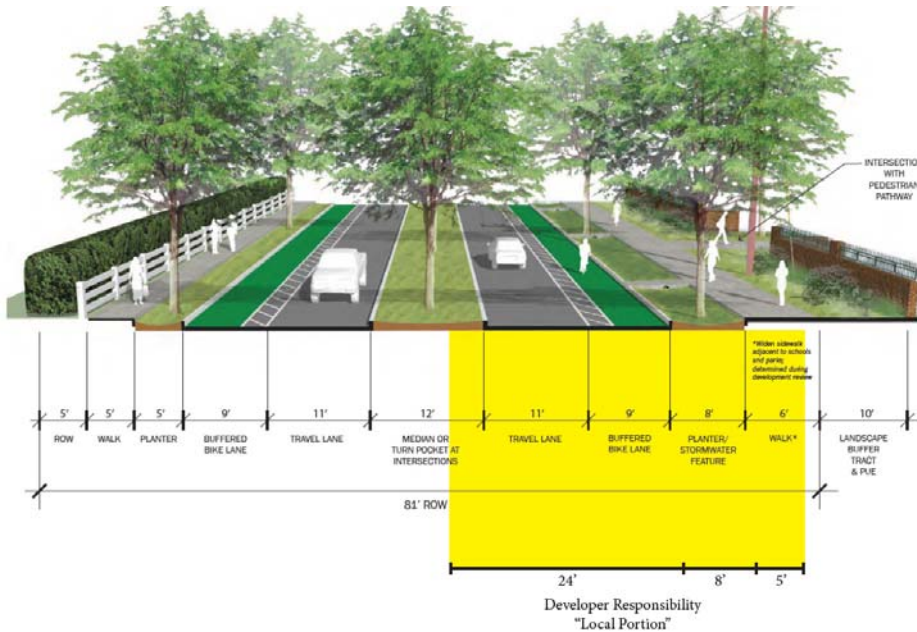 INTERSECTION
WITH
PEDESTRIAN
PATHWAY
*Widen sidewalk
adjacent to schools
and parks;
determined during
development review
5'
5'
5'
9'
11'
12'
11'
9'
8'
6'
10'
ROW
WALK
PLANTER
BUFFERED
BIKE LANE
TRAVEL LANE
MEDIAN OR
TURN POCKET AT
INTERSECTIONS
TRAVEL LANE
BUFFERED
BIKE LANE
PLANTER/
STORMWATER
FEATURE
WALK*
LANDSCAPE
BUFFER
TRACT
& PUE
81' ROW
24'
8'
5'
Developer Responsibility
"Local Portion"